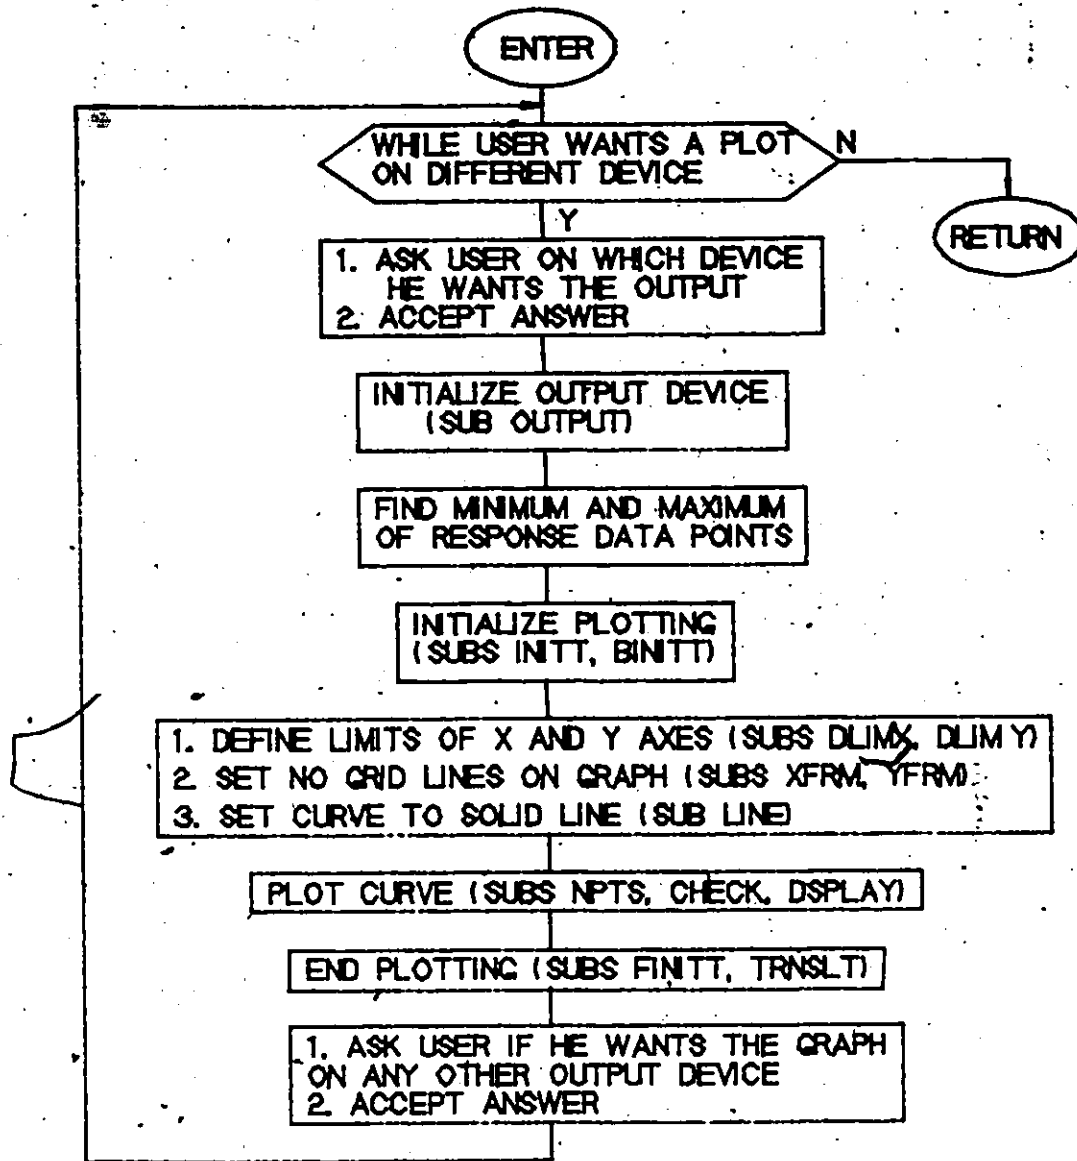 ENTER
WHILE USER WANTS A PLOT
ON DIFFERENT DEVICE
N
Y
RETURN
1. ASK USER ON WHICH DEVICE
HE WANTS THE OUTPUT
2. ACCEPT ANSWER
INITIALIZE OUTPUT DEVICE
(SUB OUTPUT)
FIND MINIMUM AND MAXIMUM
OF RESPONSE DATA POINTS
INITIALIZE PLOTTING
(SUBS INITT, BINITT)
1. DEFINE LIMITS OF X AND Y AXES (SUBS DLIMX, DLIMY)
2. SET NO GRID LINES ON GRAPH (SUBS XFRM, YFRM)
3. SET CURVE TO SOLID LINE (SUB LINE)
PLOT CURVE (SUBS NPTS, CHECK, DSPLAY)
END PLOTTING (SUBS FINITT, TRNSLT)
1. ASK USER IF HE WANTS THE GRAPH
ON ANY OTHER OUTPUT DEVICE
2. ACCEPT ANSWER